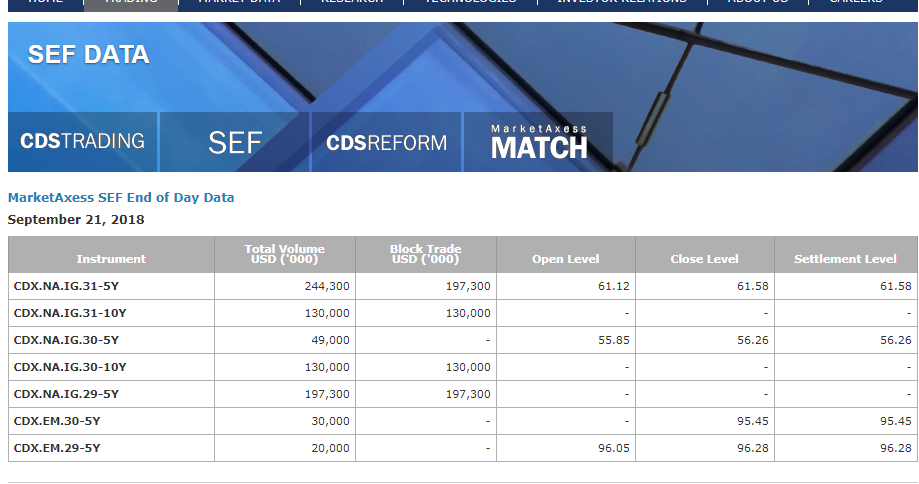 HOME TRADING MARKET DATA RESEARCH TECHNOLOGIES INVESTOR RELATIONS ABOUT US CAREERS
SEF DATA
CDSTRADING SEF CDSREFORM MarketAxess MATCH
MarketAxess SEF End of Day Data
September 21, 2018
Instrument Total Volume USD ('000) Block Trade USD ('000) Open Level Close Level Settlement Level
CDX.NA.IG.31-5Y 244,300 197,300 61.12 61.58 61.58
CDX.NA.IG.31-10Y 130,000 130,000 - - -
CDX.NA.IG.30-5Y 49,000 - 55.85 56.26 56.26
CDX.NA.IG.30-10Y 130,000 130,000 - - -
CDX.NA.IG.29-5Y 197,300 197,300 - - -
CDX.EM.30-5Y 30,000 - - 95.45 95.45
CDX.EM.29-5Y 20,000 - 96.05 96.28 96.28